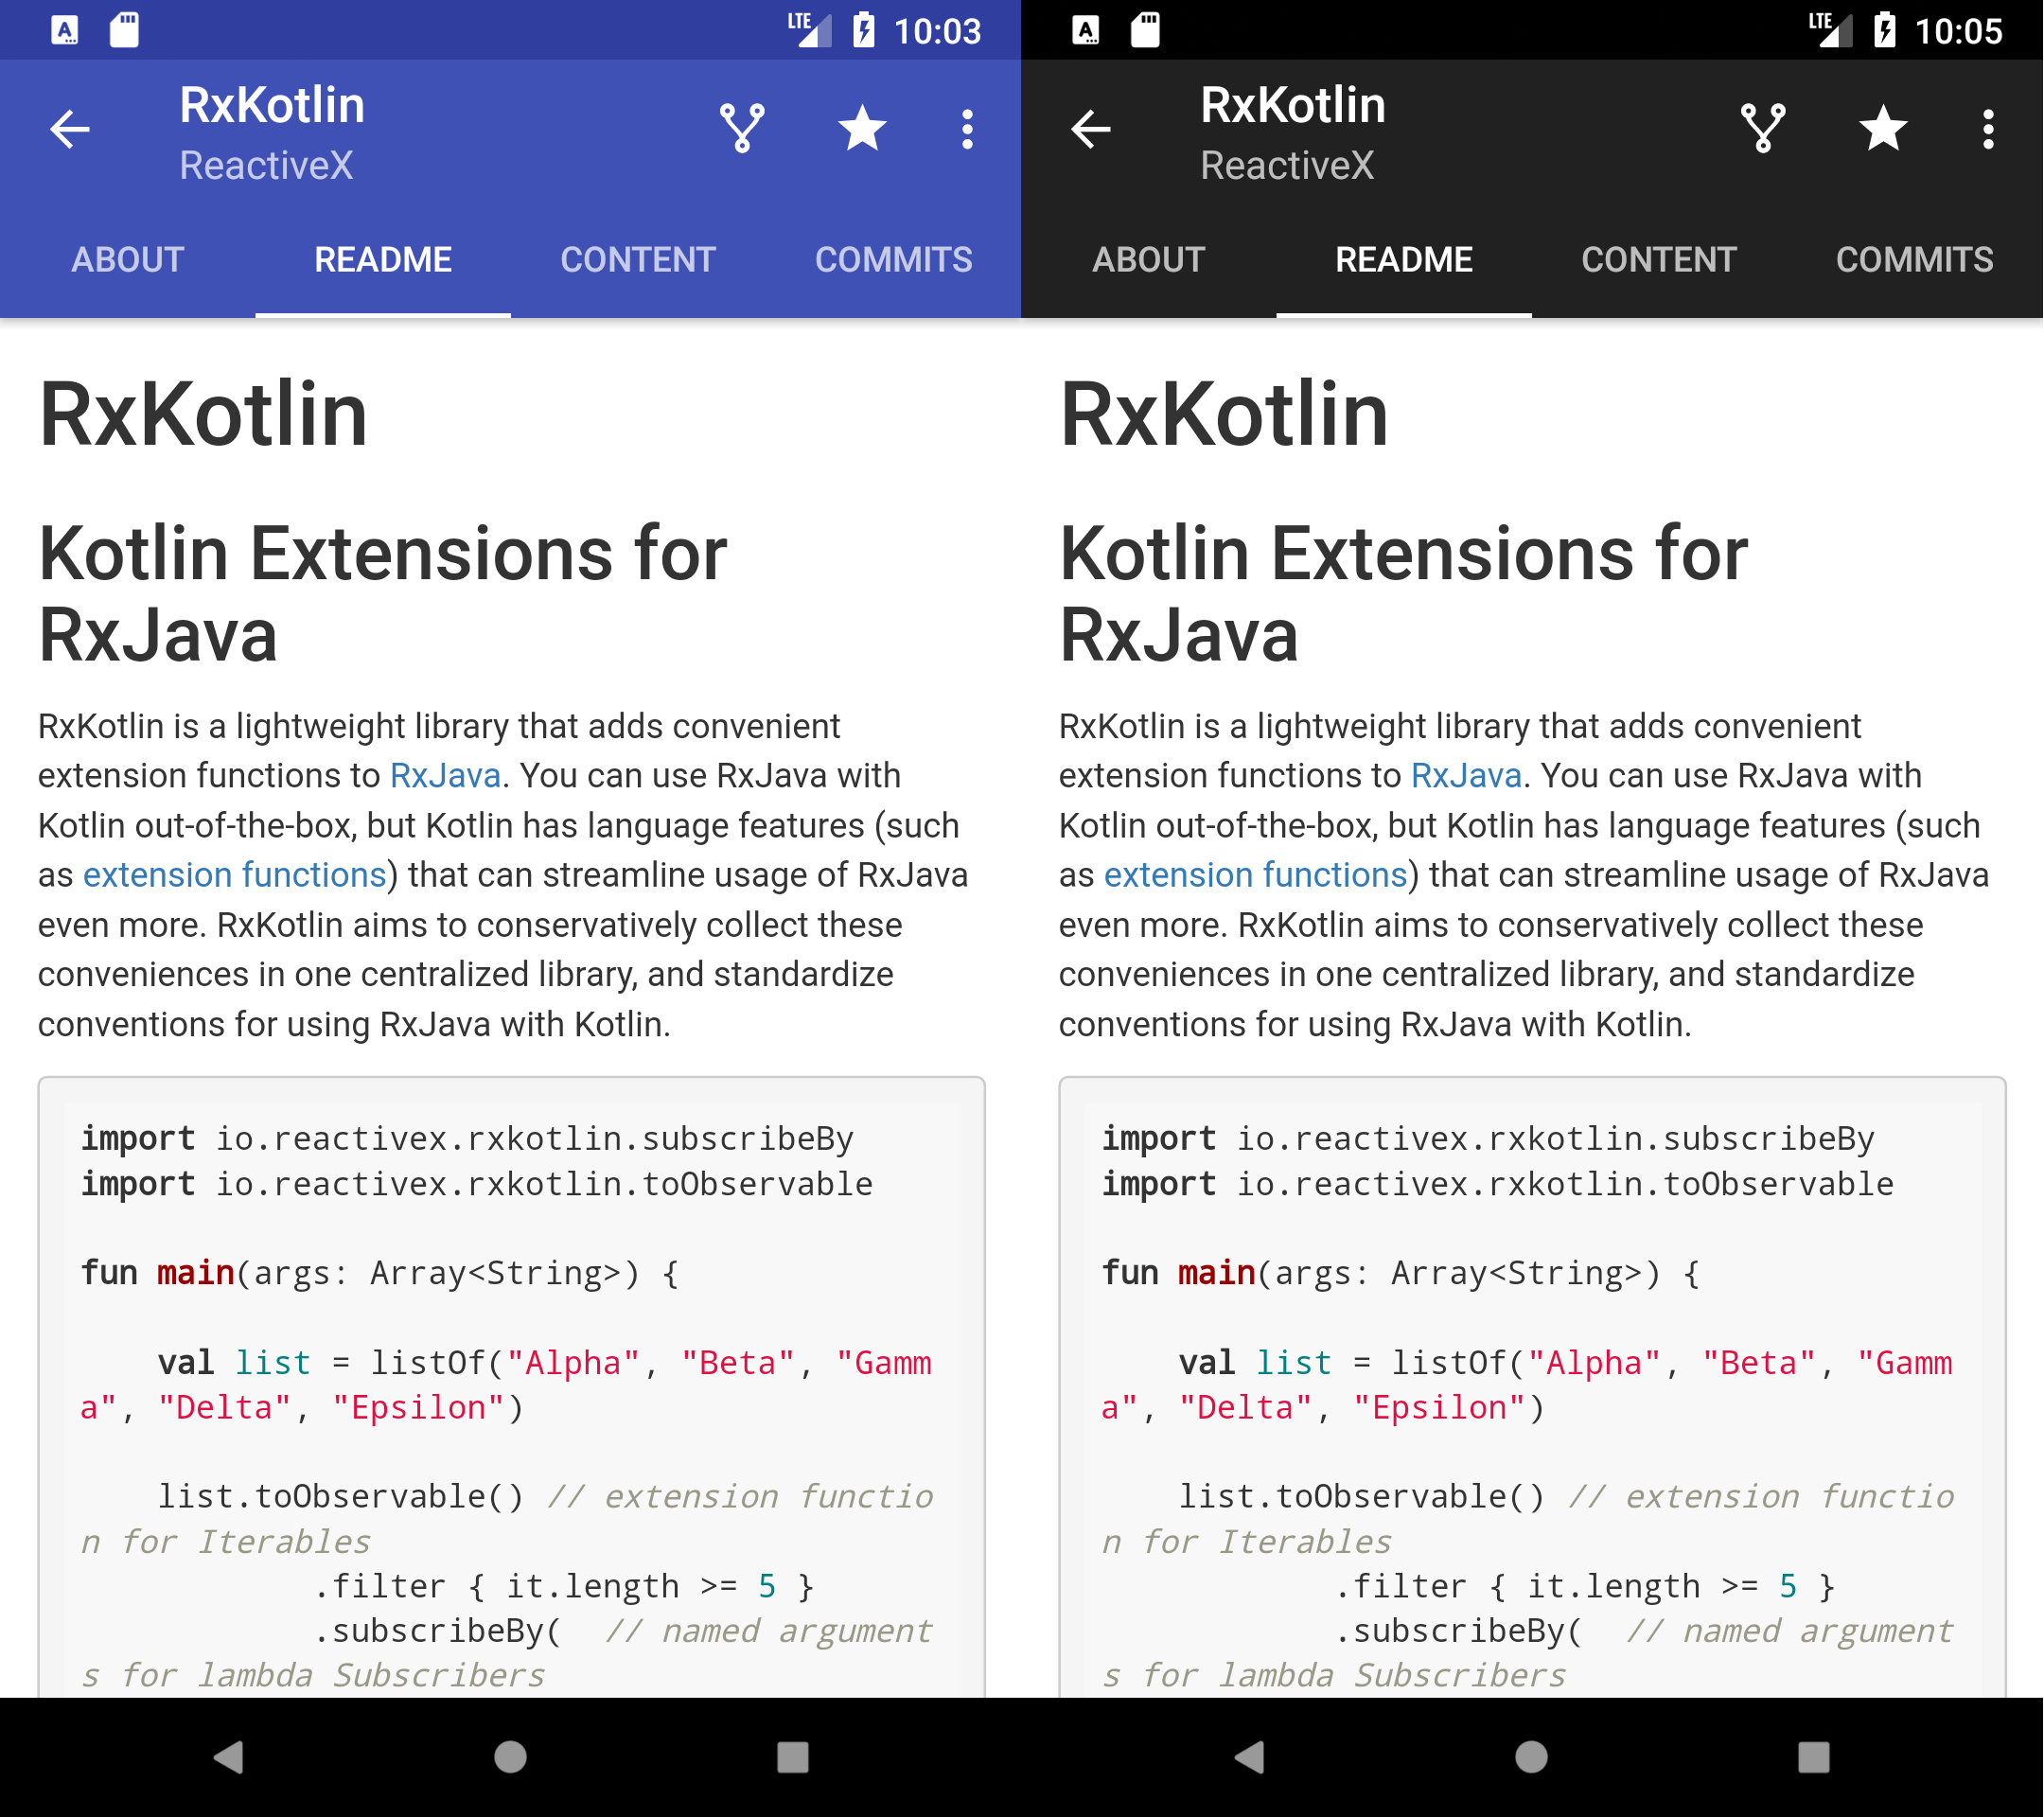 LTE 10:03
RxKotlin
ReactiveX
ABOUT README CONTENT COMMITS
RxKotlin
Kotlin Extensions for
RxJava
RxKotlin is a lightweight library that adds convenient
extension functions to RxJava. You can use RxJava with
Kotlin out-of-the-box, but Kotlin has language features (such
as extension functions) that can streamline usage of RxJava
even more. RxKotlin aims to conservatively collect these
conveniences in one centralized library, and standardize
conventions for using RxJava with Kotlin.
import io.reactivex.rxkotlin.subscribeBy
import io.reactivex.rxkotlin.toObservable
fun main(args: Array<String>) {
val list = listOf("Alpha", "Beta", "Gamm
a", "Delta", "Epsilon")
list.toObservable() // extension functio
n for Iterables
.filter { it.length >= 5 }
.subscribeBy(  // named argument
s for lambda Subscribers
LTE 10:05
RxKotlin
ReactiveX
ABOUT README CONTENT COMMITS
RxKotlin
Kotlin Extensions for
RxJava
RxKotlin is a lightweight library that adds convenient
extension functions to RxJava. You can use RxJava with
Kotlin out-of-the-box, but Kotlin has language features (such
as extension functions) that can streamline usage of RxJava
even more. RxKotlin aims to conservatively collect these
conveniences in one centralized library, and standardize
conventions for using RxJava with Kotlin.
import io.reactivex.rxkotlin.subscribeBy
import io.reactivex.rxkotlin.toObservable
fun main(args: Array<String>) {
val list = listOf("Alpha", "Beta", "Gamm
a", "Delta", "Epsilon")
list.toObservable() // extension functio
n for Iterables
.filter { it.length >= 5 }
.subscribeBy(  // named argument
s for lambda Subscribers